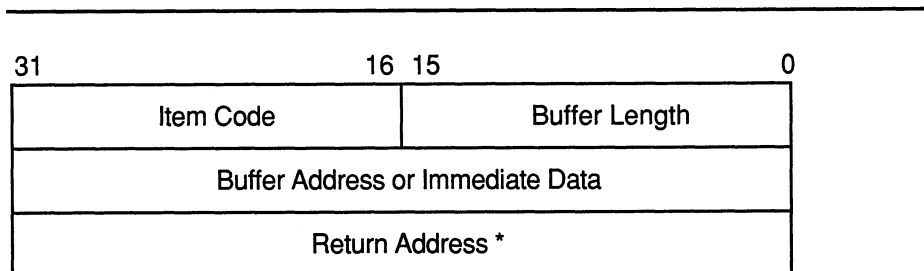 31 16 15 0
Item Code Buffer Length
Buffer Address or Immediate Data
Return Address *